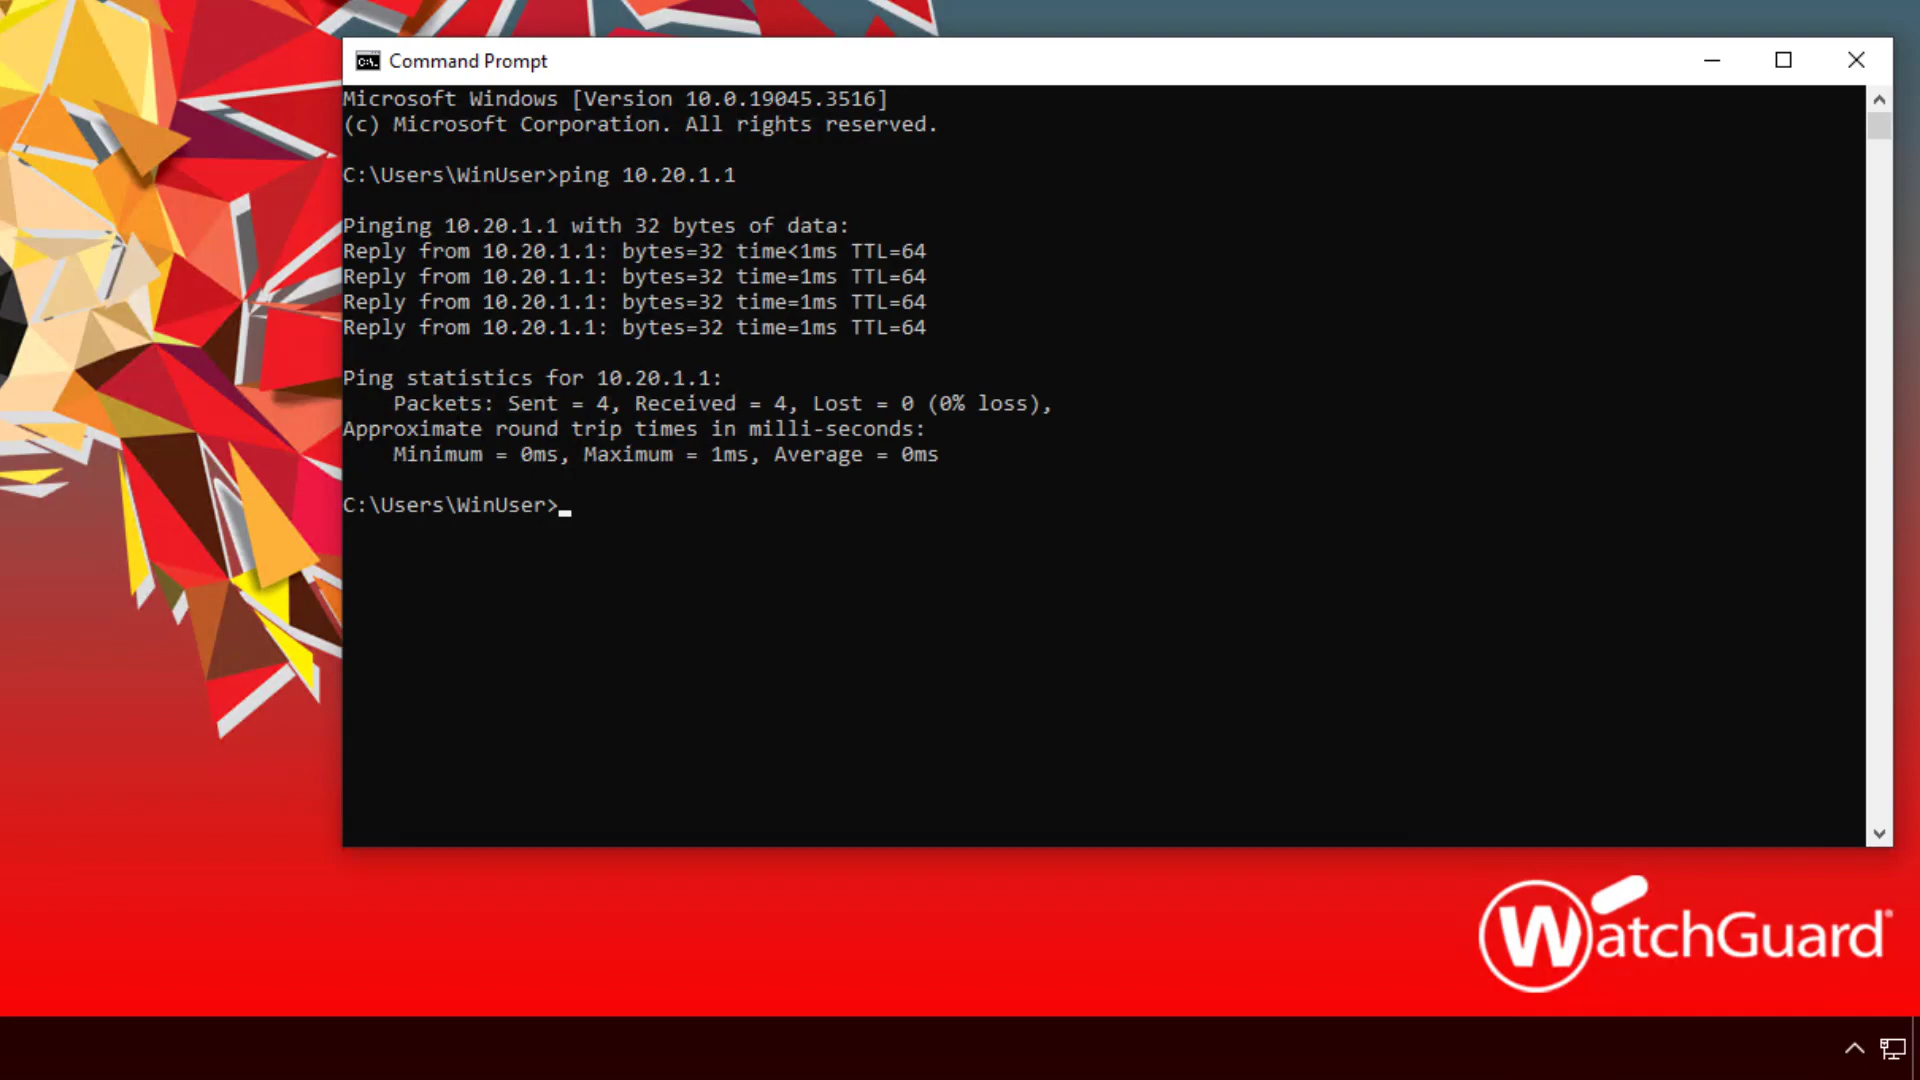 Command Prompt
Microsoft Windows [Version 10.0.19045.3516]
(c) Microsoft Corporation. All rights reserved.
C:\Users\WinUser>ping 10.20.1.1
Pinging 10.20.1.1 with 32 bytes of data:
Reply from 10.20.1.1: bytes=32 time<1ms TTL=64
Reply from 10.20.1.1: bytes=32 time=1ms TTL=64
Reply from 10.20.1.1: bytes=32 time=1ms TTL=64
Reply from 10.20.1.1: bytes=32 time=1ms TTL=64
Ping statistics for 10.20.1.1:
    Packets: Sent = 4, Received = 4, Lost = 0 (0% loss),
Approximate round trip times in milli-seconds:
    Minimum = 0ms, Maximum = 1ms, Average = 0ms
C:\Users\WinUser>_
WatchGuard®